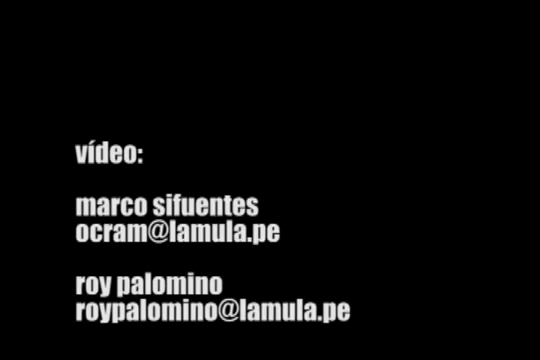 vídeo:
marco sifuentes
ocram@lamula.pe
roy palomino
roypalomino@lamula.pe